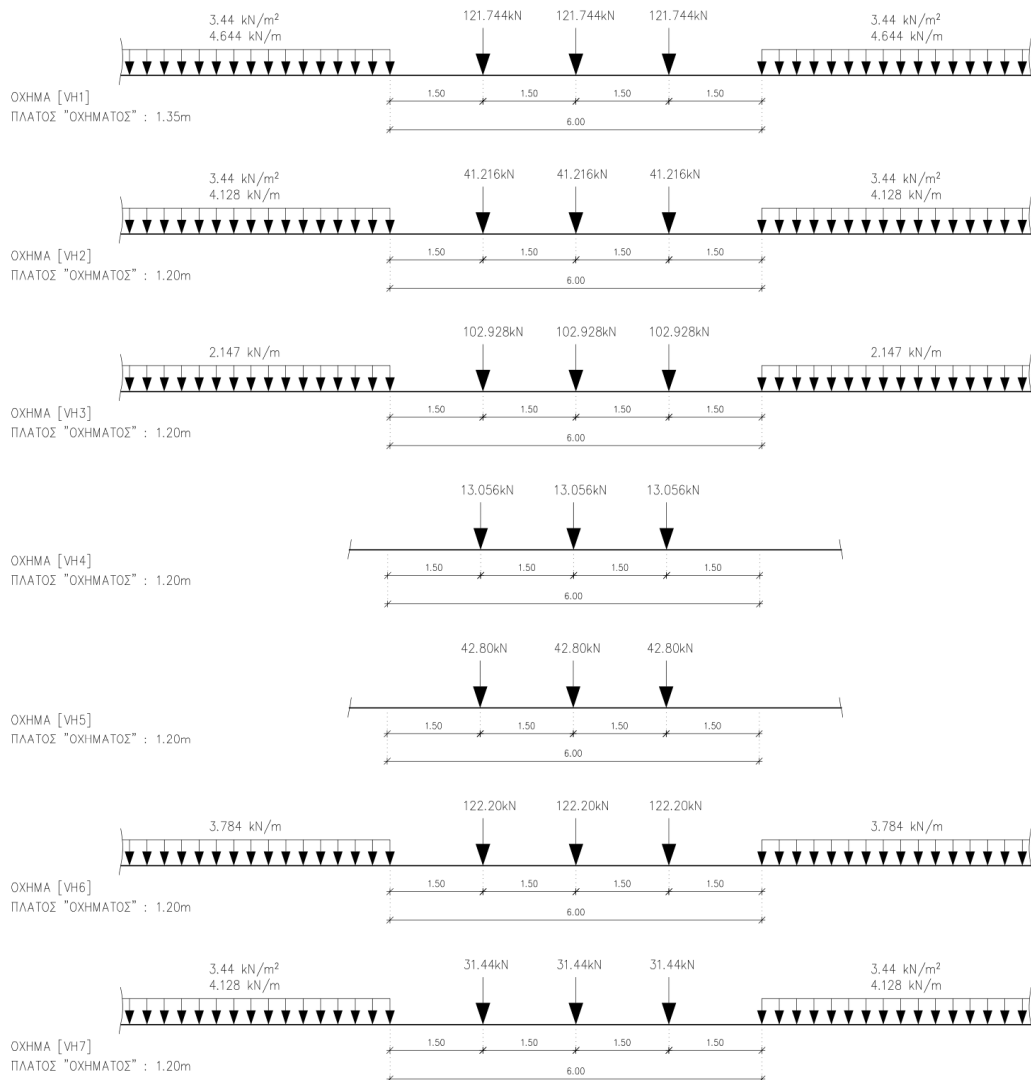 3.44 kN/m²
4.644 kN/m
121.744kN 121.744kN 121.744kN
3.44 kN/m²
4.644 kN/m
1.50 1.50 1.50 1.50
6.00
ΟΧΗΜΑ [VH1]
ΠΛΑΤΟΣ "ΟΧΗΜΑΤΟΣ" : 1.35m
3.44 kN/m²
4.128 kN/m
41.216kN 41.216kN 41.216kN
3.44 kN/m²
4.128 kN/m
1.50 1.50 1.50 1.50
6.00
ΟΧΗΜΑ [VH2]
ΠΛΑΤΟΣ "ΟΧΗΜΑΤΟΣ" : 1.20m
2.147 kN/m
102.928kN 102.928kN 102.928kN
2.147 kN/m
1.50 1.50 1.50 1.50
6.00
ΟΧΗΜΑ [VH3]
ΠΛΑΤΟΣ "ΟΧΗΜΑΤΟΣ" : 1.20m
13.056kN 13.056kN 13.056kN
1.50 1.50 1.50 1.50
6.00
ΟΧΗΜΑ [VH4]
ΠΛΑΤΟΣ "ΟΧΗΜΑΤΟΣ" : 1.20m
42.80kN 42.80kN 42.80kN
1.50 1.50 1.50 1.50
6.00
ΟΧΗΜΑ [VH5]
ΠΛΑΤΟΣ "ΟΧΗΜΑΤΟΣ" : 1.20m
3.784 kN/m
122.20kN 122.20kN 122.20kN
3.784 kN/m
1.50 1.50 1.50 1.50
6.00
ΟΧΗΜΑ [VH6]
ΠΛΑΤΟΣ "ΟΧΗΜΑΤΟΣ" : 1.20m
3.44 kN/m²
4.128 kN/m
31.44kN 31.44kN 31.44kN
3.44 kN/m²
4.128 kN/m
1.50 1.50 1.50 1.50
6.00
ΟΧΗΜΑ [VH7]
ΠΛΑΤΟΣ "ΟΧΗΜΑΤΟΣ" : 1.20m